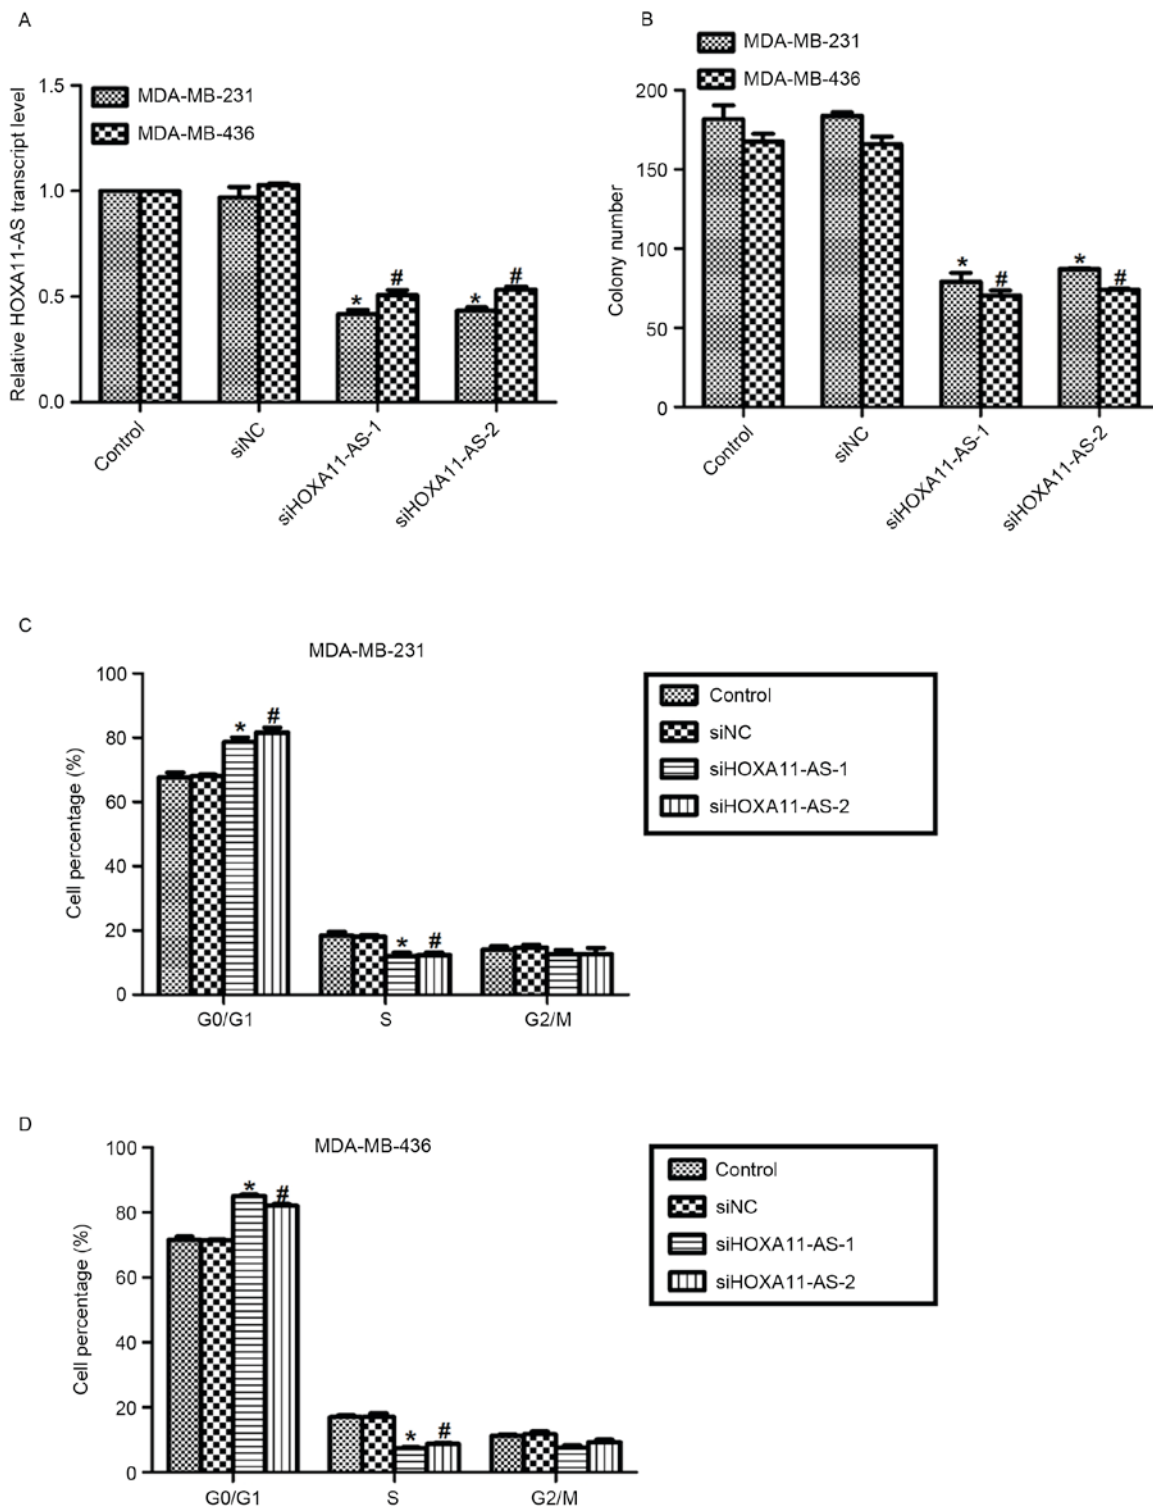 A
MDA-MB-231
MDA-MB-436
Relative HOXA11-AS transcript level
1.5
1.0
0.5
0.0
*
#
*
#
Control
siNC
siHOXA11-AS-1
siHOXA11-AS-2
B
MDA-MB-231
MDA-MB-436
Colony number
200
150
100
50
0
*
#
*
#
Control
siNC
siHOXA11-AS-1
siHOXA11-AS-2
C
MDA-MB-231
Cell percentage (%)
100
80
60
40
20
0
*
#
*
#
G0/G1
S
G2/M
Control
siNC
siHOXA11-AS-1
siHOXA11-AS-2
D
MDA-MB-436
Cell percentage (%)
100
80
60
40
20
0
*
#
*
#
G0/G1
S
G2/M
Control
siNC
siHOXA11-AS-1
siHOXA11-AS-2